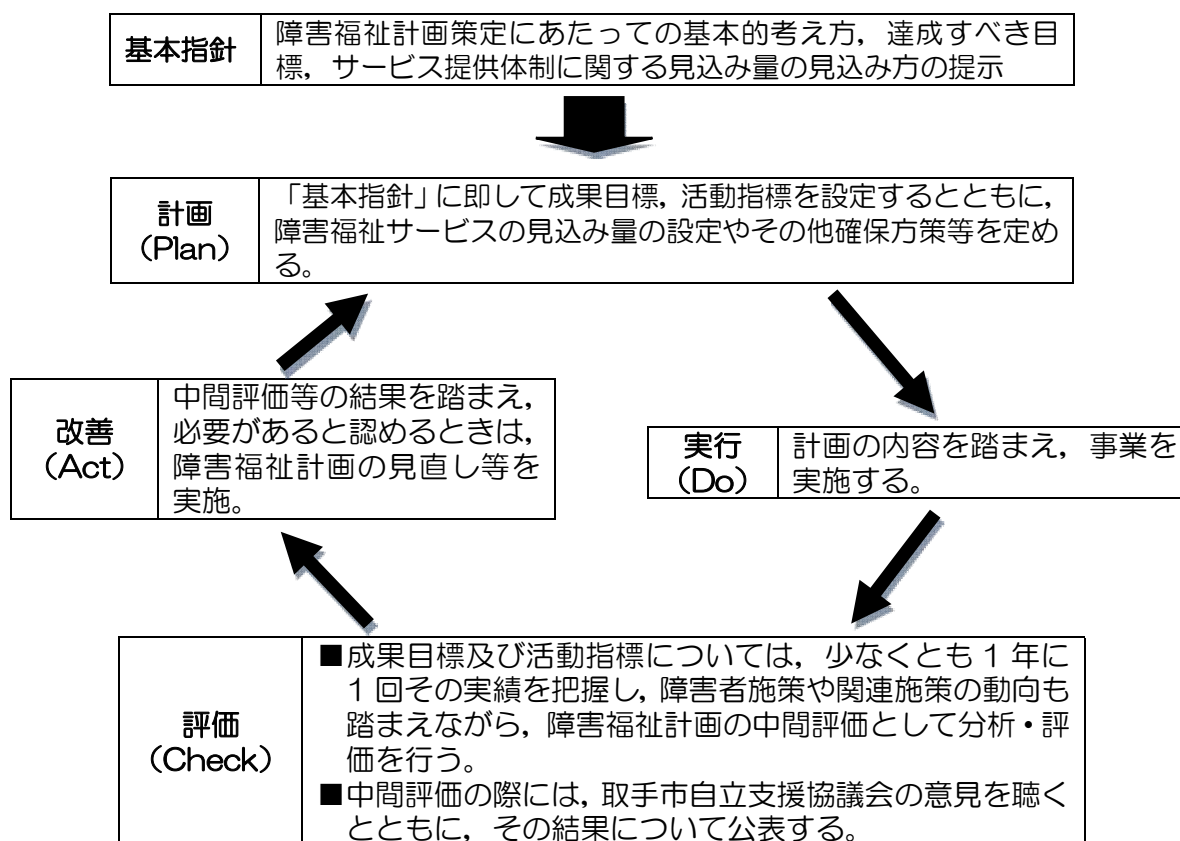 基本指針
障害福祉計画策定にあたっての基本的考え方，達成すべき目
標，サービス提供体制に関する見込み量の見込み方の提示
計画
（Plan）
「基本指針」に即して成果目標，活動指標を設定するとともに，
障害福祉サービスの見込み量の設定やその他確保方策等を定め
る。
改善
（Act）
中間評価等の結果を踏まえ，
必要があると認めるときは，
障害福祉計画の見直し等を
実施。
実行
（Do）
計画の内容を踏まえ，事業を
実施する。
評価
（Check）
■成果目標及び活動指標については，少なくとも１年に
１回その実績を把握し，障害者施策や関連施策の動向も
踏まえながら，障害福祉計画の中間評価として分析・評
価を行う。
■中間評価の際には，取手市自立支援協議会の意見を聴く
とともに，その結果について公表する。